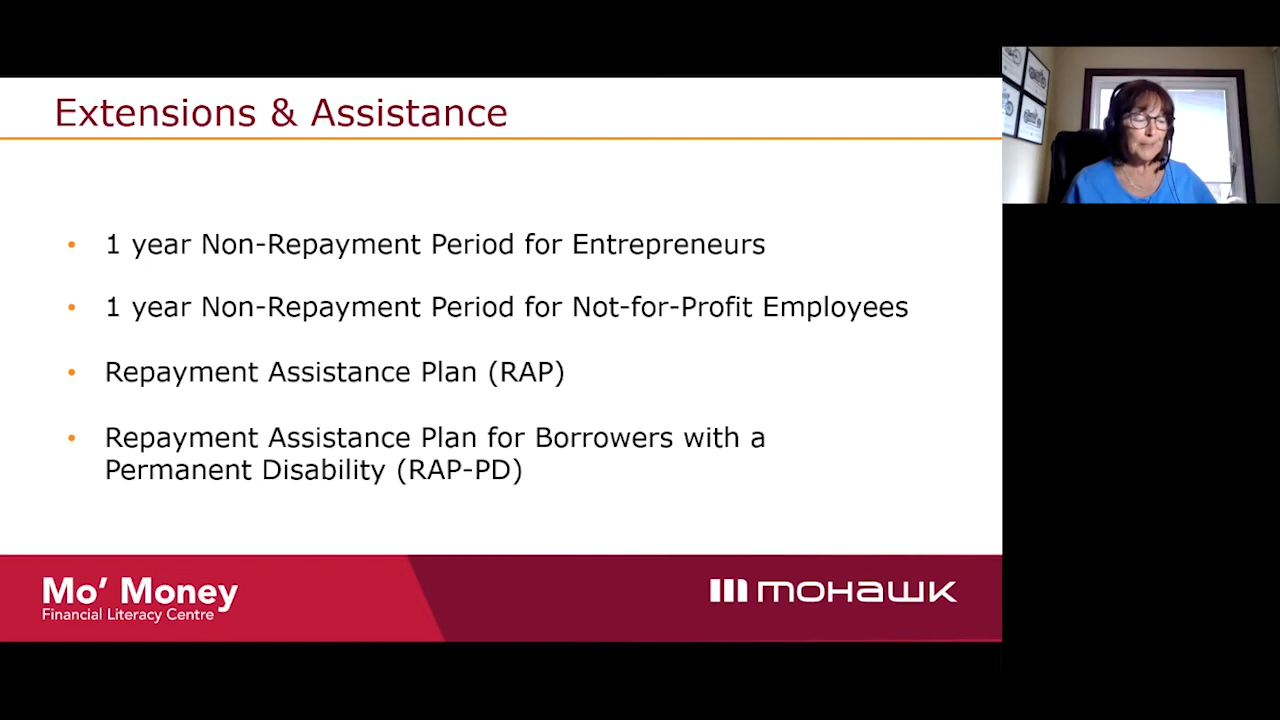 Extensions & Assistance
• 1 year Non-Repayment Period for Entrepreneurs
• 1 year Non-Repayment Period for Not-for-Profit Employees
• Repayment Assistance Plan (RAP)
• Repayment Assistance Plan for Borrowers with a
Permanent Disability (RAP-PD)
Mo’ Money
Financial Literacy Centre
mohawk